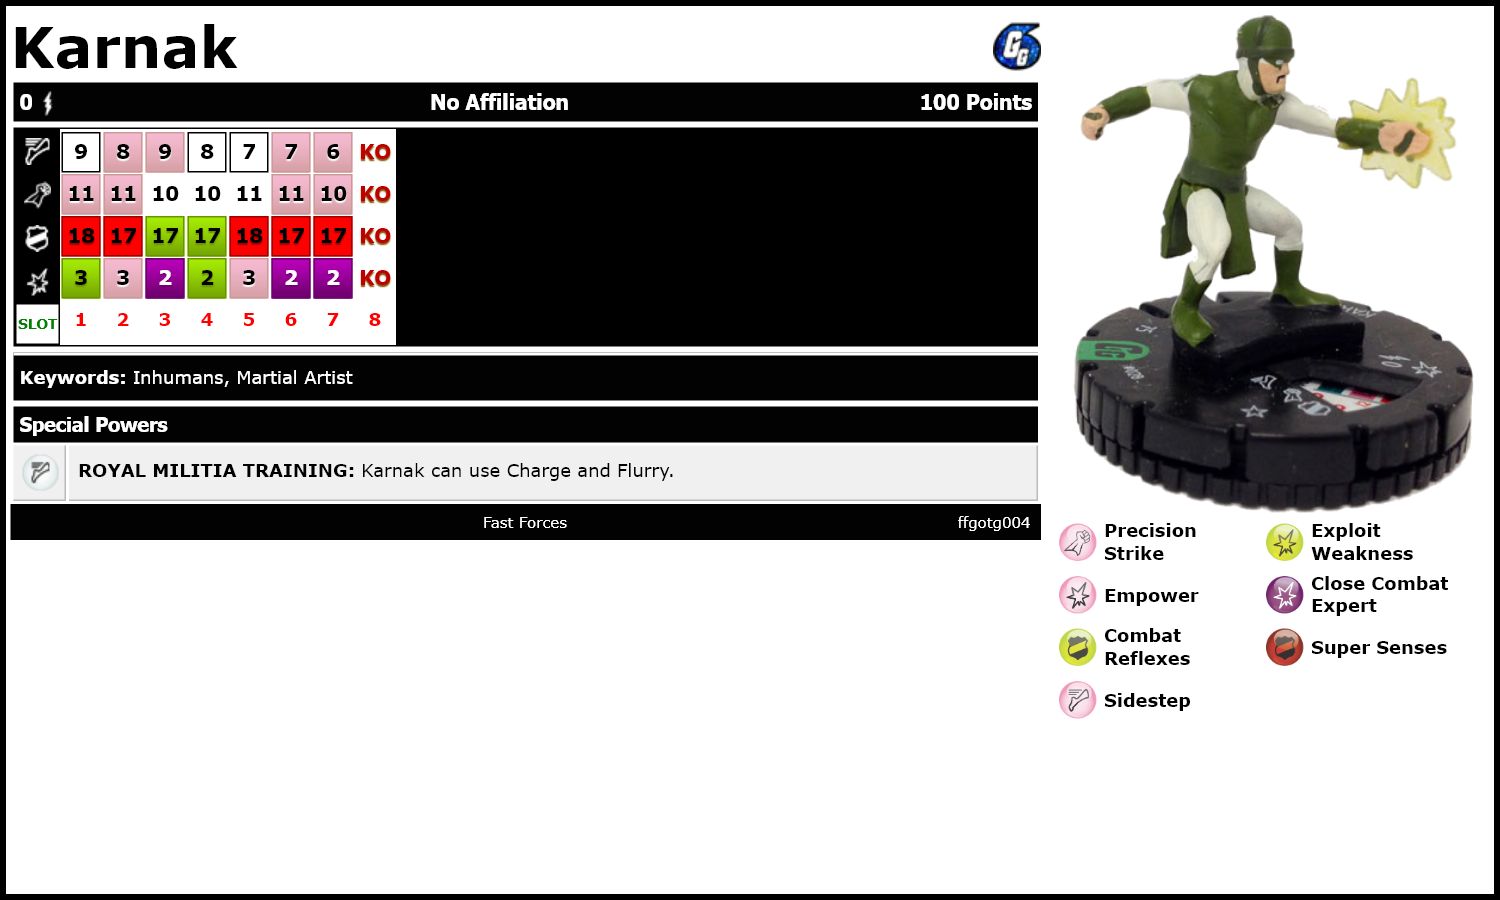 Karnak
GG
0 No Affiliation 100 Points
9 8 9 8 7 7 6 KO
11 11 10 10 11 11 10 KO
18 17 17 17 18 17 17 KO
3 3 2 2 3 2 2 KO
SLOT 1 2 3 4 5 6 7 8
Keywords: Inhumans, Martial Artist
Special Powers
ROYAL MILITIA TRAINING: Karnak can use Charge and Flurry.
Fast Forces ffgotg004
Precision
Strike
Exploit
Weakness
Empower
Close Combat
Expert
Combat
Reflexes
Super Senses
Sidestep